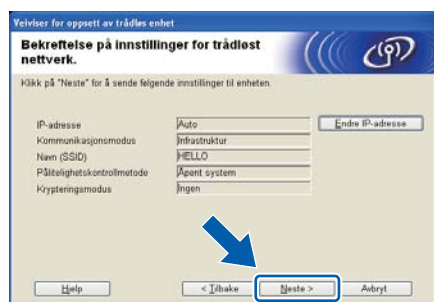 Veiviser for oppsett av trådløs enhet
Bekreftelse på innstillinger for trådløst
nettverk.
Klikk på "Neste" for å sende følgende innstillinger til enheten.
IP-adresse Auto Endre IP-adresse
Kommunikasjonsmodus Infrastruktur
Navn (SSID) HELLO
Pålitelighetskontrollmetode Åpent system
Krypteringsmodus Ingen
Hjelp < Tilbake Neste > Avbryt